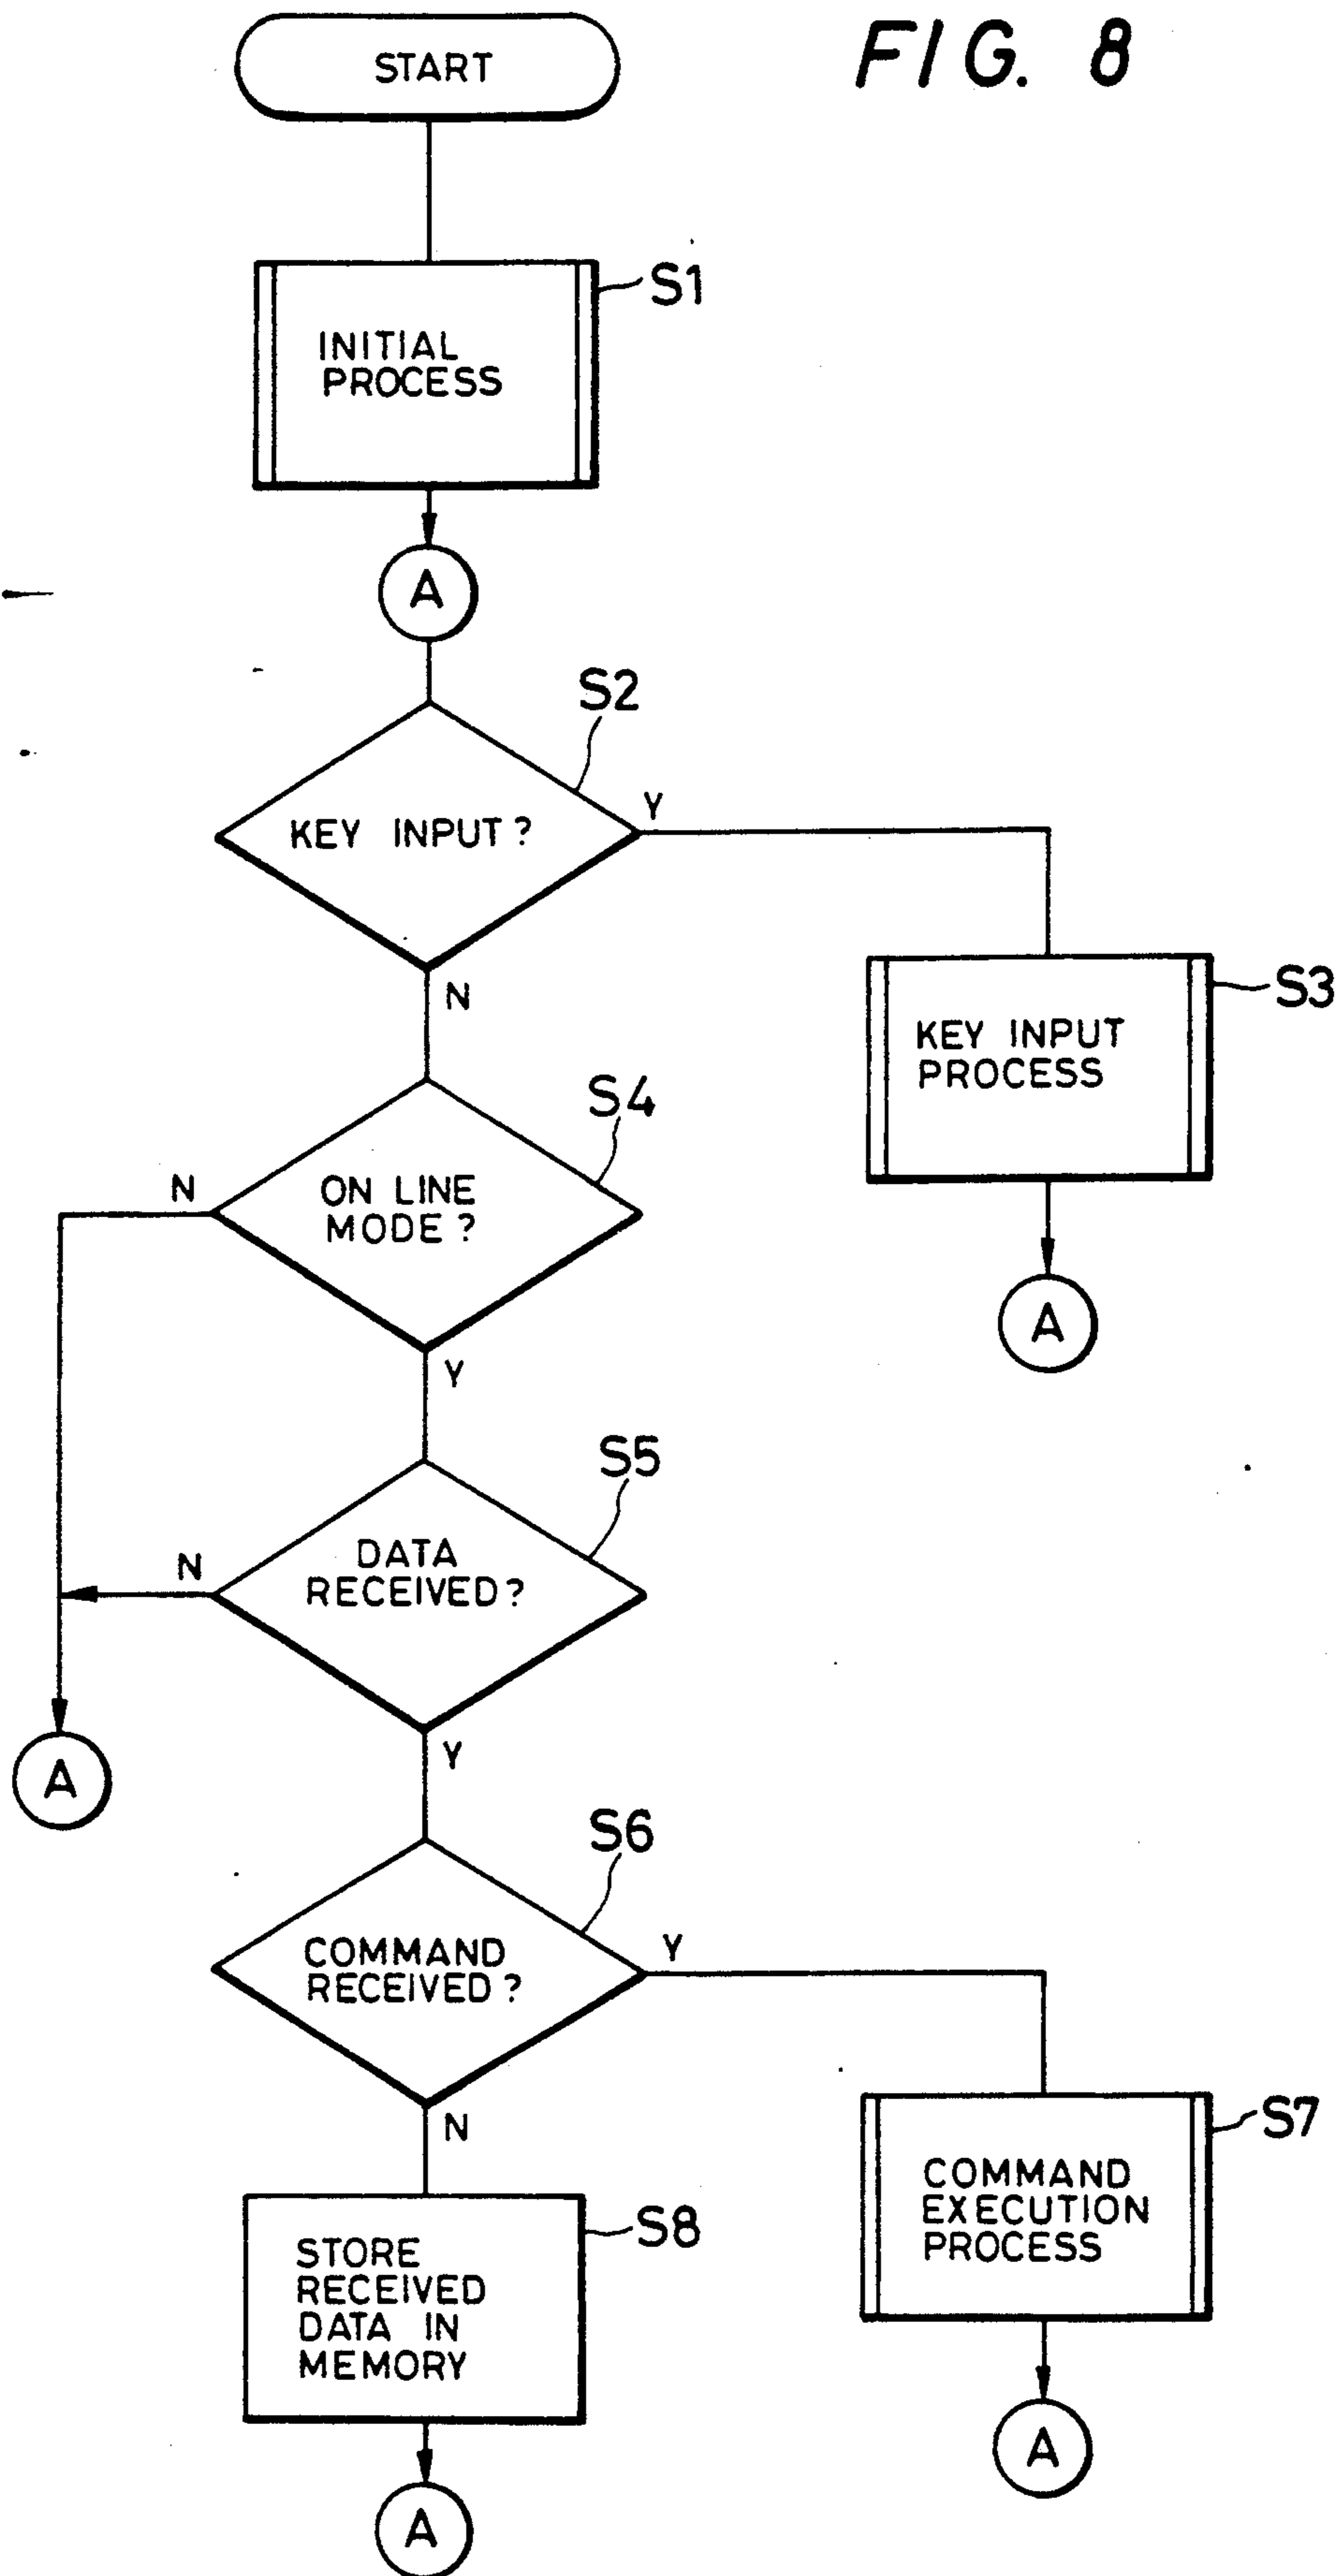 FIG. 8
START
S1
INITIAL
PROCESS
A
S2
KEY INPUT?
Y
N
S3
KEY INPUT
PROCESS
A
S4
ON LINE
MODE?
N
Y
S5
DATA
RECEIVED?
N
Y
A
S6
COMMAND
RECEIVED?
Y
N
S7
COMMAND
EXECUTION
PROCESS
A
S8
STORE
RECEIVED
DATA IN
MEMORY
A